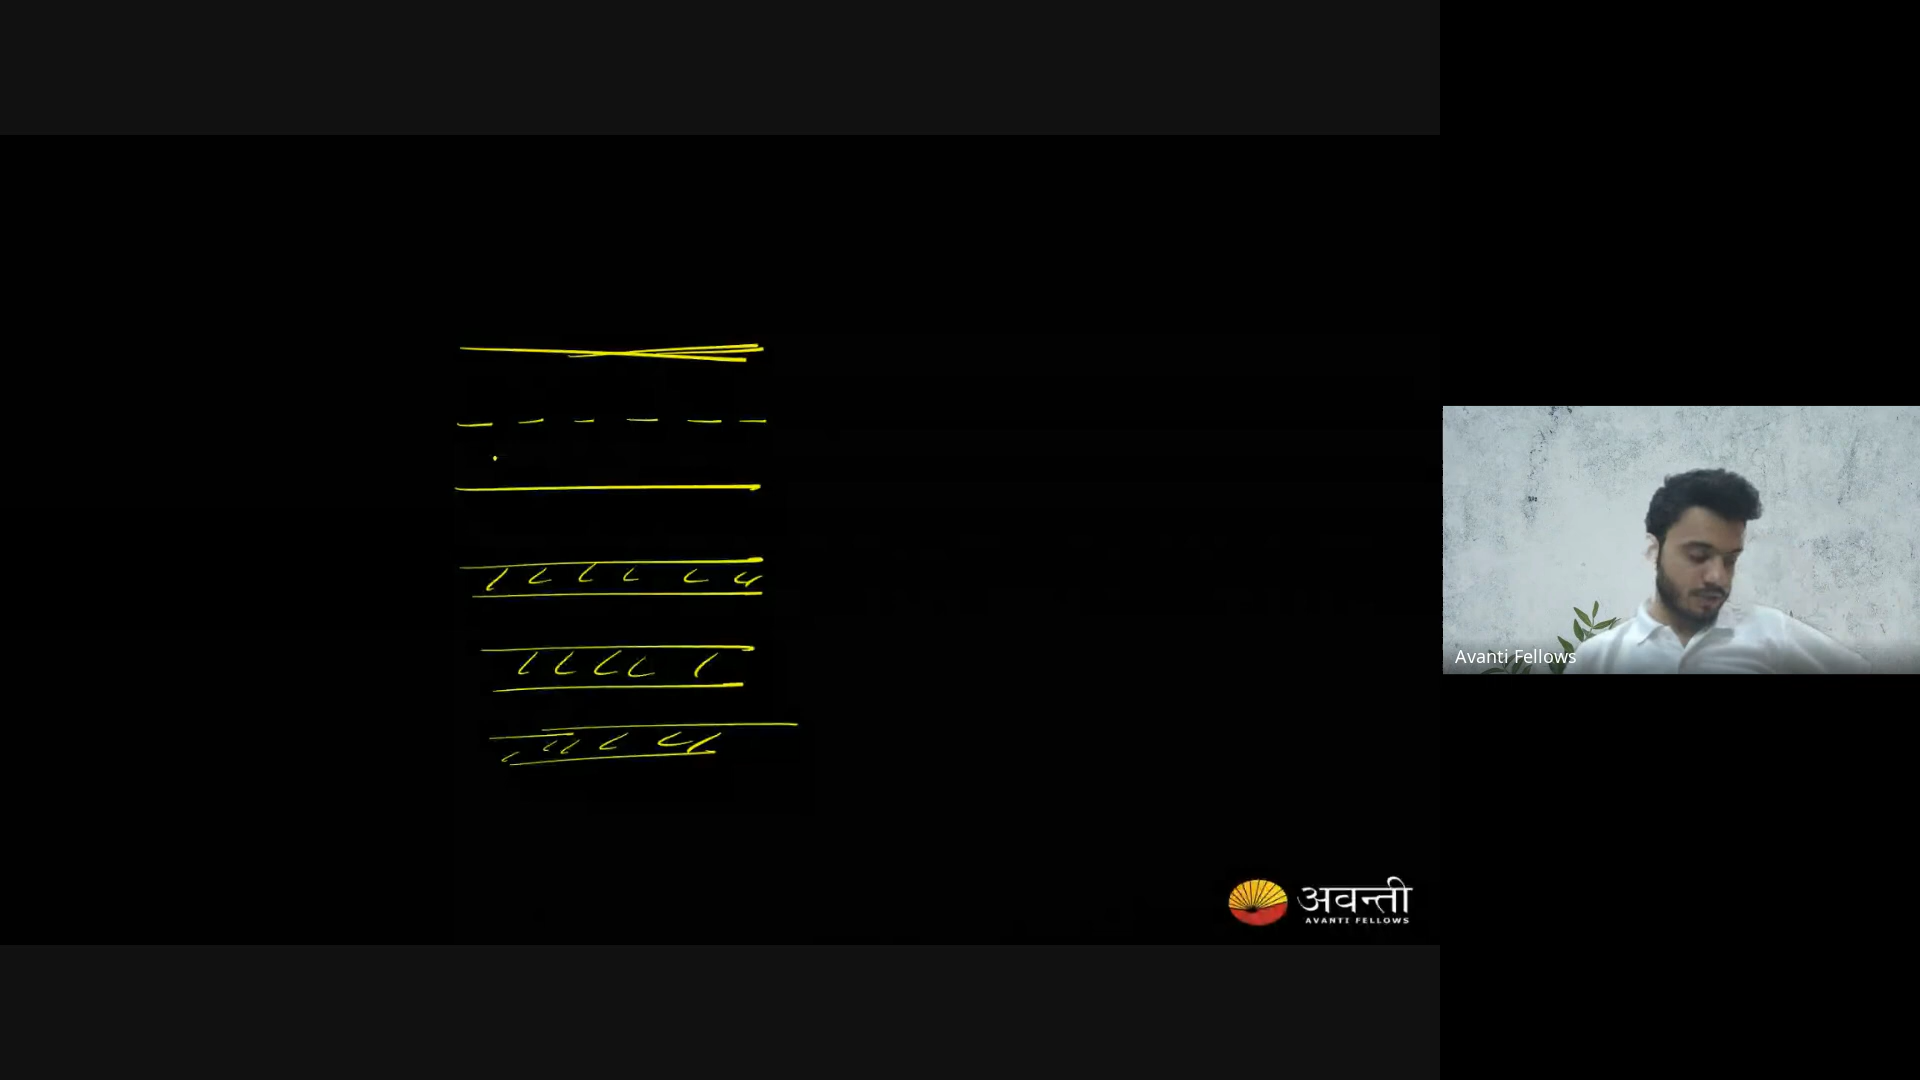 अवन्ती
AVANTI FELLOWS
Avanti Fellows